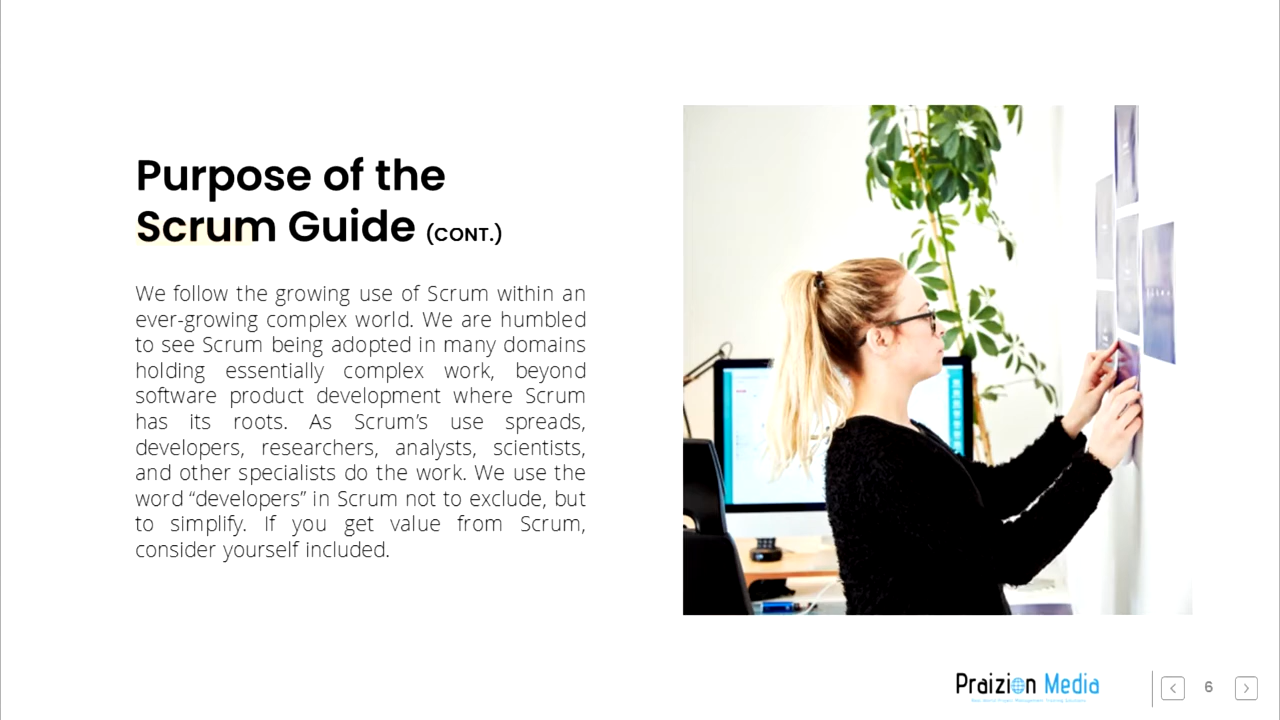 Purpose of the
Scrum Guide (CONT.)
We follow the growing use of Scrum within an
ever-growing complex world. We are humbled
to see Scrum being adopted in many domains
holding essentially complex work, beyond
software product development where Scrum
has its roots. As Scrum’s use spreads,
developers, researchers, analysts, scientists,
and other specialists do the work. We use the
word “developers” in Scrum not to exclude, but
to simplify. If you get value from Scrum,
consider yourself included.
Praizion Media
6